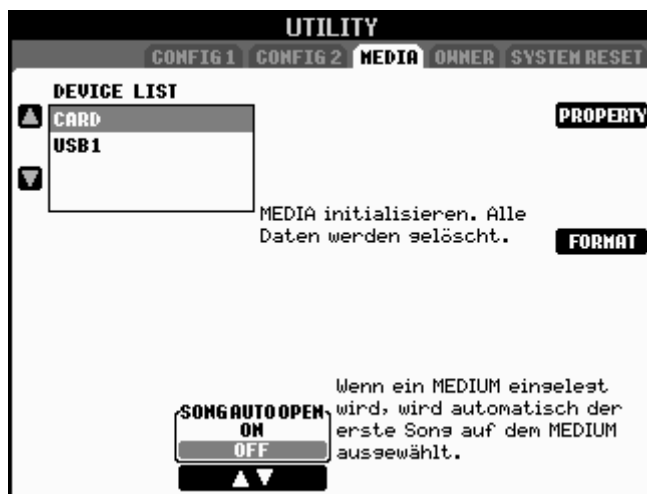 UTILITY
CONFIG 1 CONFIG 2 MEDIA OWNER SYSTEM RESET
DEVICE LIST
CARD
USB1
PROPERTY
MEDIA initialisieren. Alle
Daten werden gelöscht.
FORMAT
SONG AUTO OPEN
ON
OFF
Wenn ein MEDIUM eingelegt
wird, wird automatisch der
erste Song auf dem MEDIUM
ausgewählt.